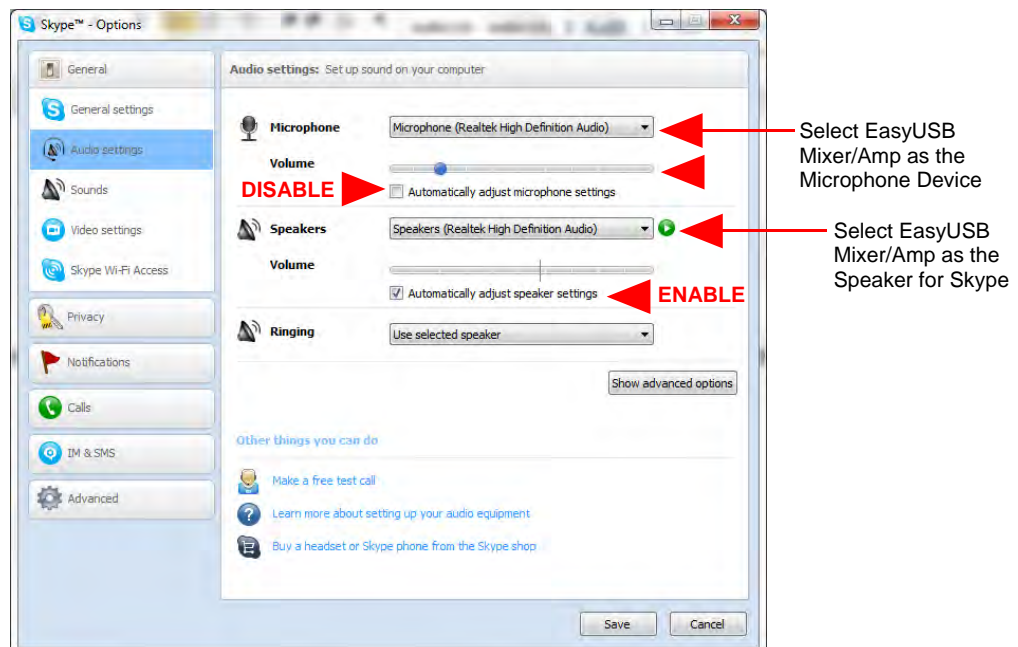 Skype™ - Options
General
General settings
Audio settings
Sounds
Video settings
Skype Wi-Fi Access
Privacy
Notifications
Calls
IM & SMS
Advanced
Audio settings: Set up sound on your computer
Microphone
Microphone (Realtek High Definition Audio)
Volume
DISABLE
Automatically adjust microphone settings
Speakers
Speakers (Realtek High Definition Audio)
Volume
Automatically adjust speaker settings
ENABLE
Ringing
Use selected speaker
Show advanced options
Other things you can do
Make a free test call
Learn more about setting up your audio equipment
Buy a headset or Skype phone from the Skype shop
Save
Cancel
Select EasyUSB
Mixer/Amp as the
Microphone Device
Select EasyUSB
Mixer/Amp as the
Speaker for Skype